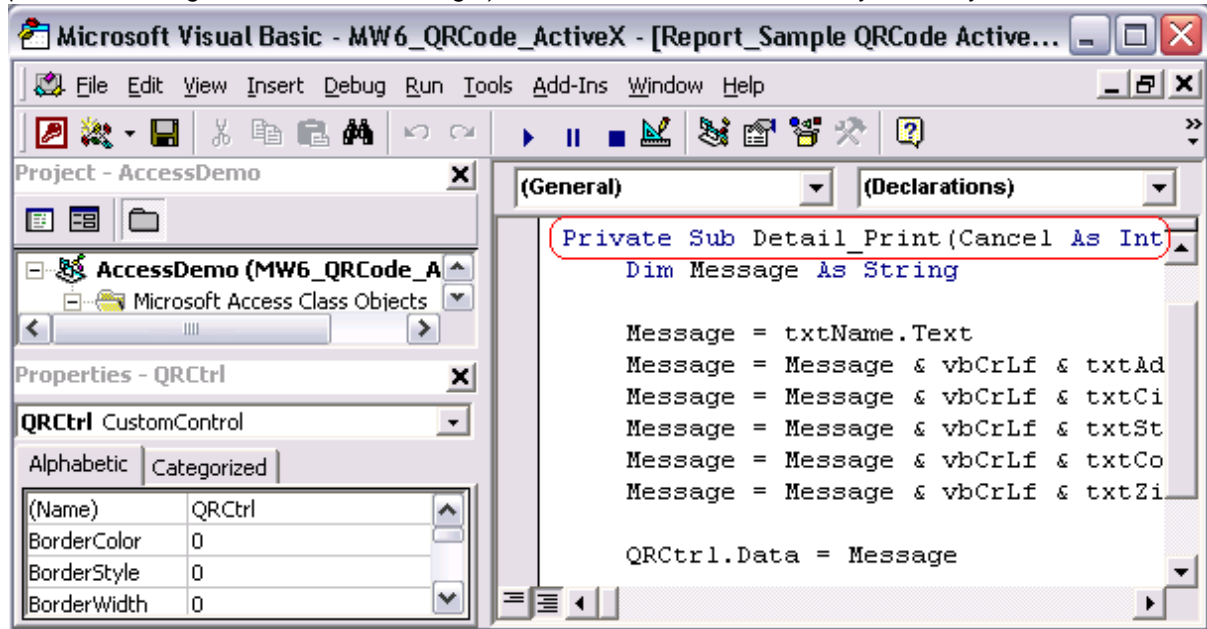 Microsoft Visual Basic - MW6_QRCode_ActiveX - [Report_Sample QRCode Active...
File Edit View Insert Debug Run Tools Add-Ins Window Help
Project - AccessDemo
AccessDemo (MW6_QRCode_A
Microsoft Access Class Objects
Properties - QRCtrl
QRCtrl CustomControl
Alphabetic Categorized
(Name) QRCtrl
BorderColor 0
BorderStyle 0
BorderWidth 0
(General) (Declarations)
Private Sub Detail_Print(Cancel As Int
Dim Message As String
Message = txtName.Text
Message = Message & vbCrLf & txtAd
Message = Message & vbCrLf & txtCi
Message = Message & vbCrLf & txtSt
Message = Message & vbCrLf & txtCo
Message = Message & vbCrLf & txtZi
QRCtrl.Data = Message